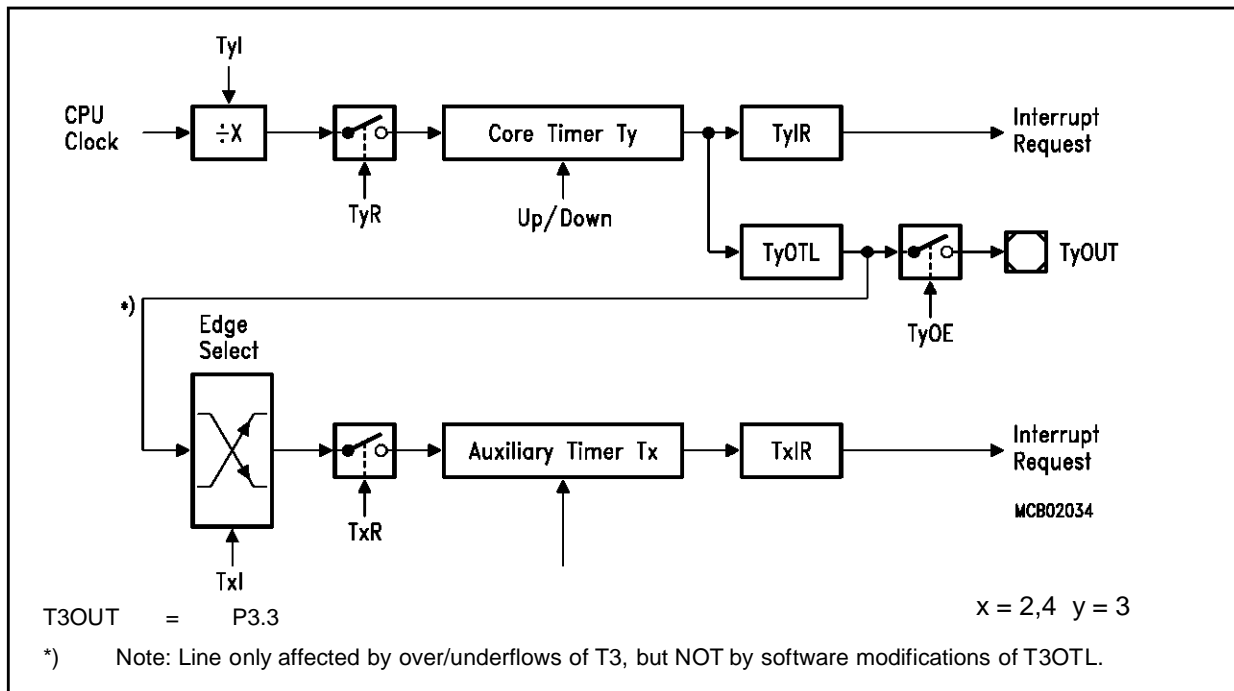 TyI
CPU
Clock
÷X
TyR
Core Timer Ty
Up/Down
TyIR
Interrupt
Request
TyOTL
TyOUT
TyOE
*)
Edge
Select
TxI
TxR
Auxiliary Timer Tx
TxIR
Interrupt
Request
MCB02034
T3OUT = P3.3
x = 2,4 y = 3
*) Note: Line only affected by over/underflows of T3, but NOT by software modifications of T3OTL.